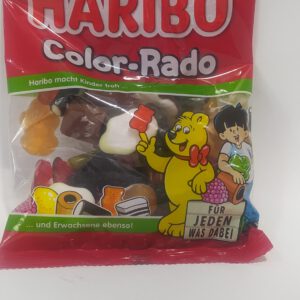 HARIBO
Color-Rado
Haribo macht Kinder froh ...
FÜR
JEDEN
WAS DABEI
... und Erwachsene ebenso!